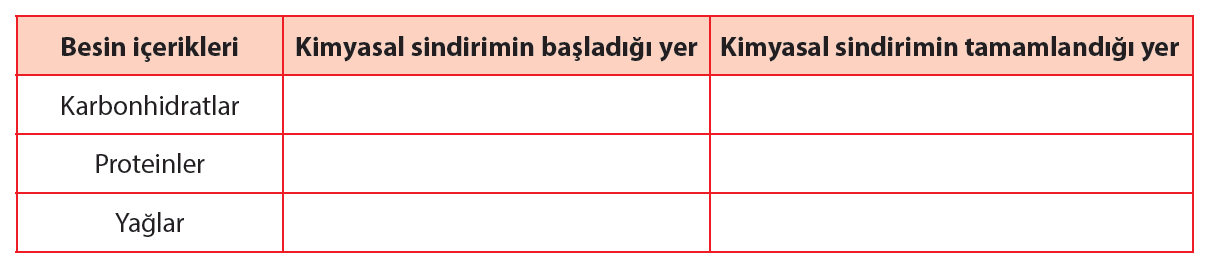 Besin içerikleri Kimyasal sindirimin başladığı yer Kimyasal sindirimin tamamlandığı yer
Karbonhidratlar
Proteinler
Yağlar